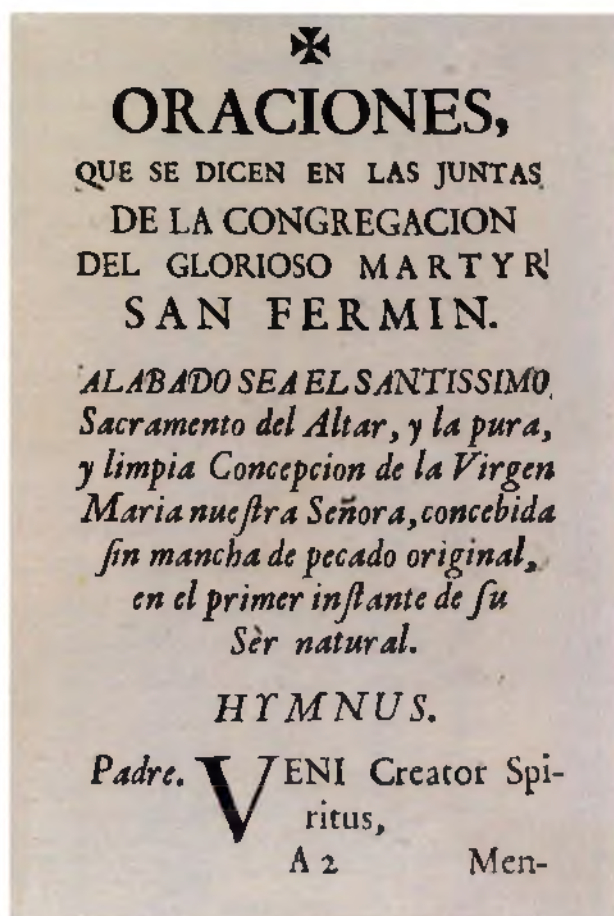 ✠
ORACIONES,
QUE SE DICEN EN LAS JUNTAS
DE LA CONGREGACION
DEL GLORIOSO MARTYR
SAN FERMIN.
ALABADO SEA EL SANTISSIMO
Sacramento del Altar, y la pura,
y limpia Concepcion de la Virgen
Maria nueſtra Señora, concebida
ſin mancha de pecado original,
en el primer inſtante de ſu
Sèr natural.
HYMNUS.
Padre. VENI Creator Spi-
ritus,
A 2 Men-